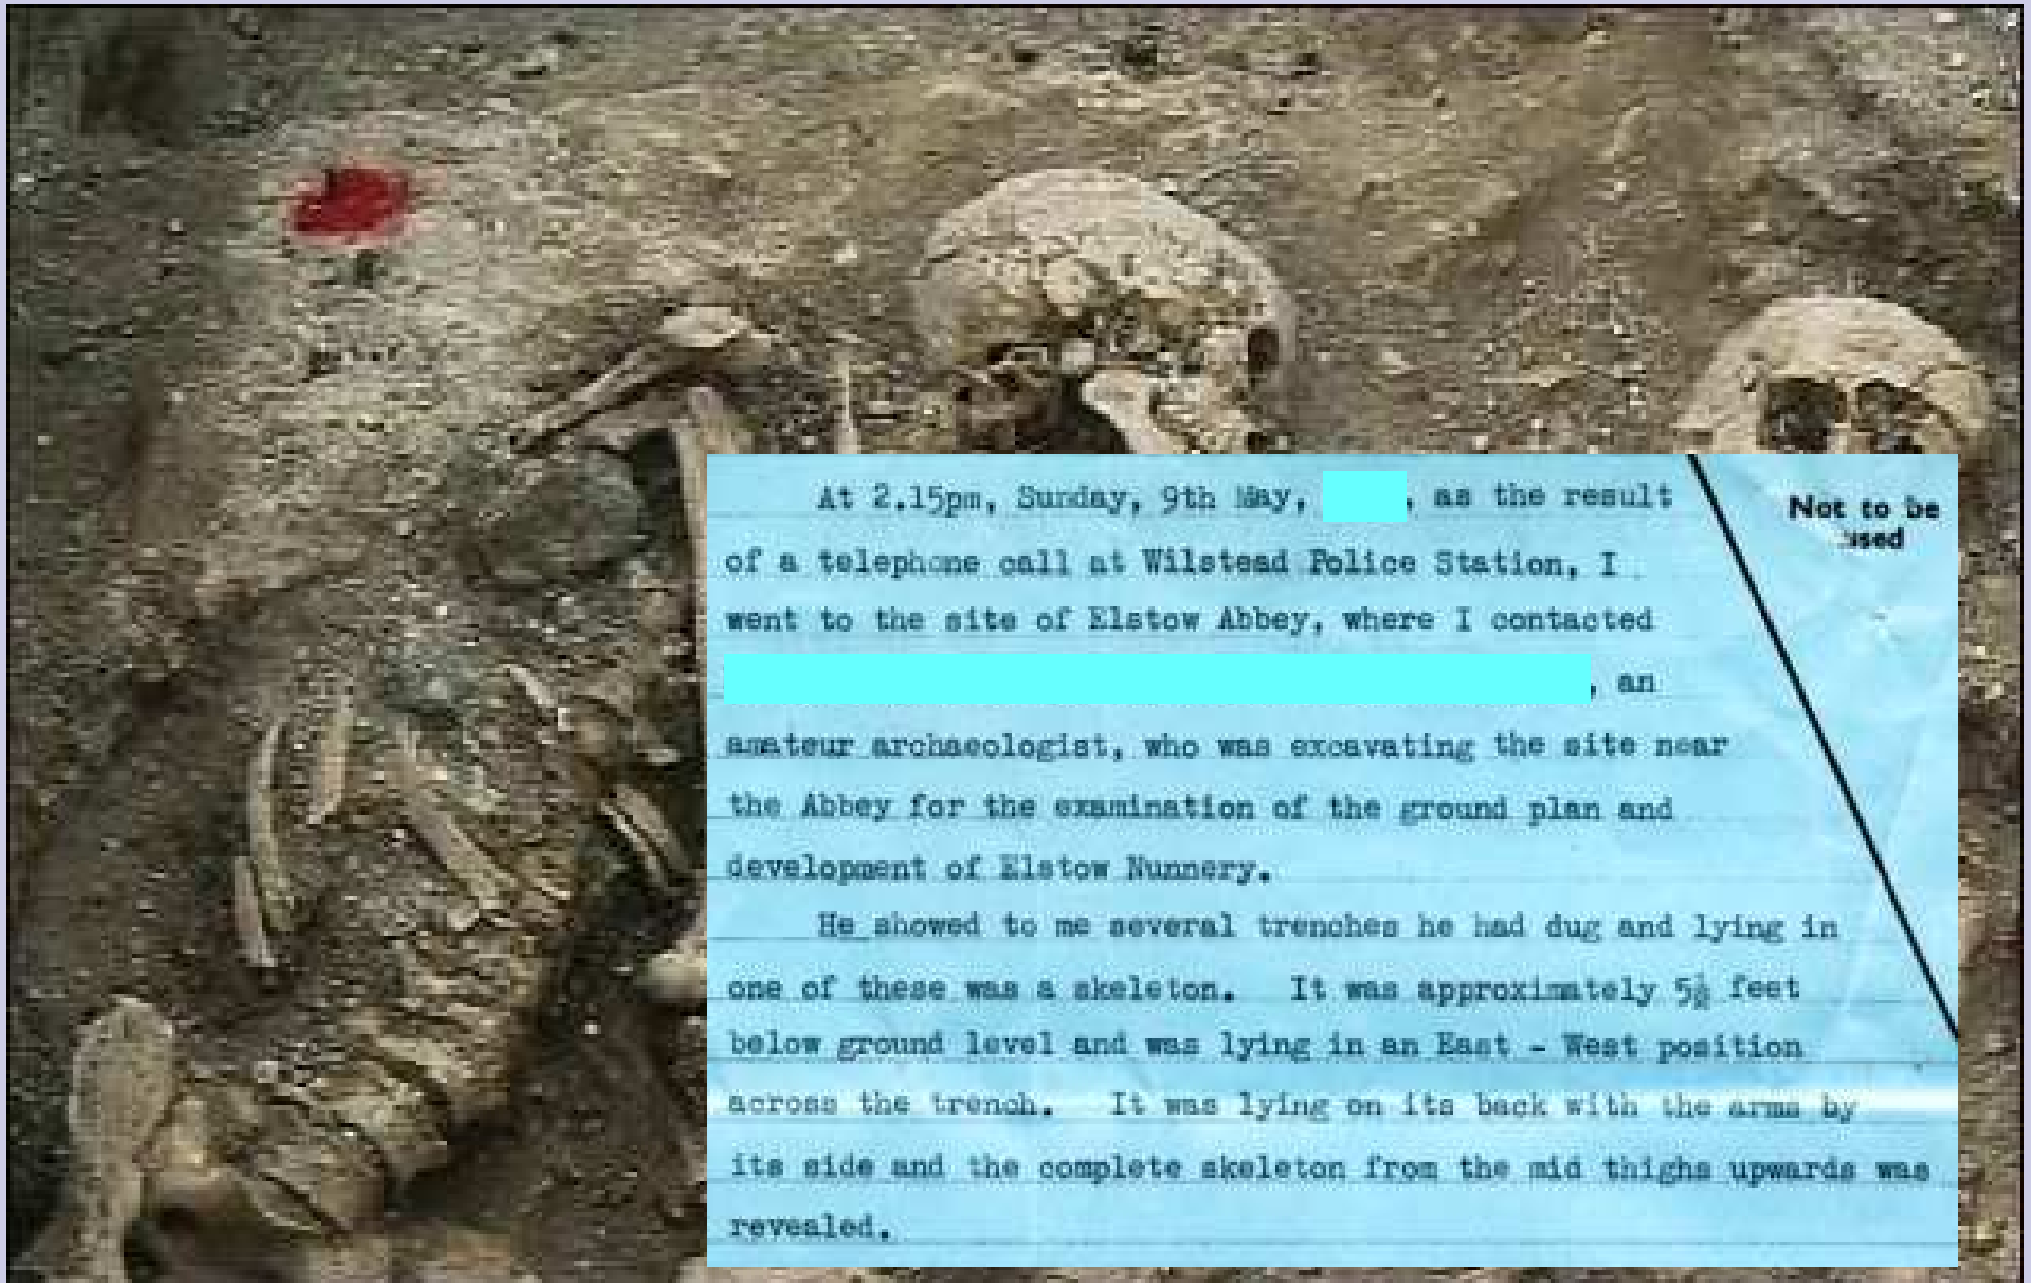 At 2.15pm, Sunday, 9th May, , as the result
of a telephone call at Wilstead Police Station, I
went to the site of Elstow Abbey, where I contacted
, an
amateur archaeologist, who was excavating the site near
the Abbey for the examination of the ground plan and
development of Elstow Nunnery.
He showed to me several trenches he had dug and lying in
one of these was a skeleton. It was approximately 5½ feet
below ground level and was lying in an East - West position
across the trench. It was lying on its back with the arms by
its side and the complete skeleton from the mid thighs upwards was
revealed.
Not to be
used